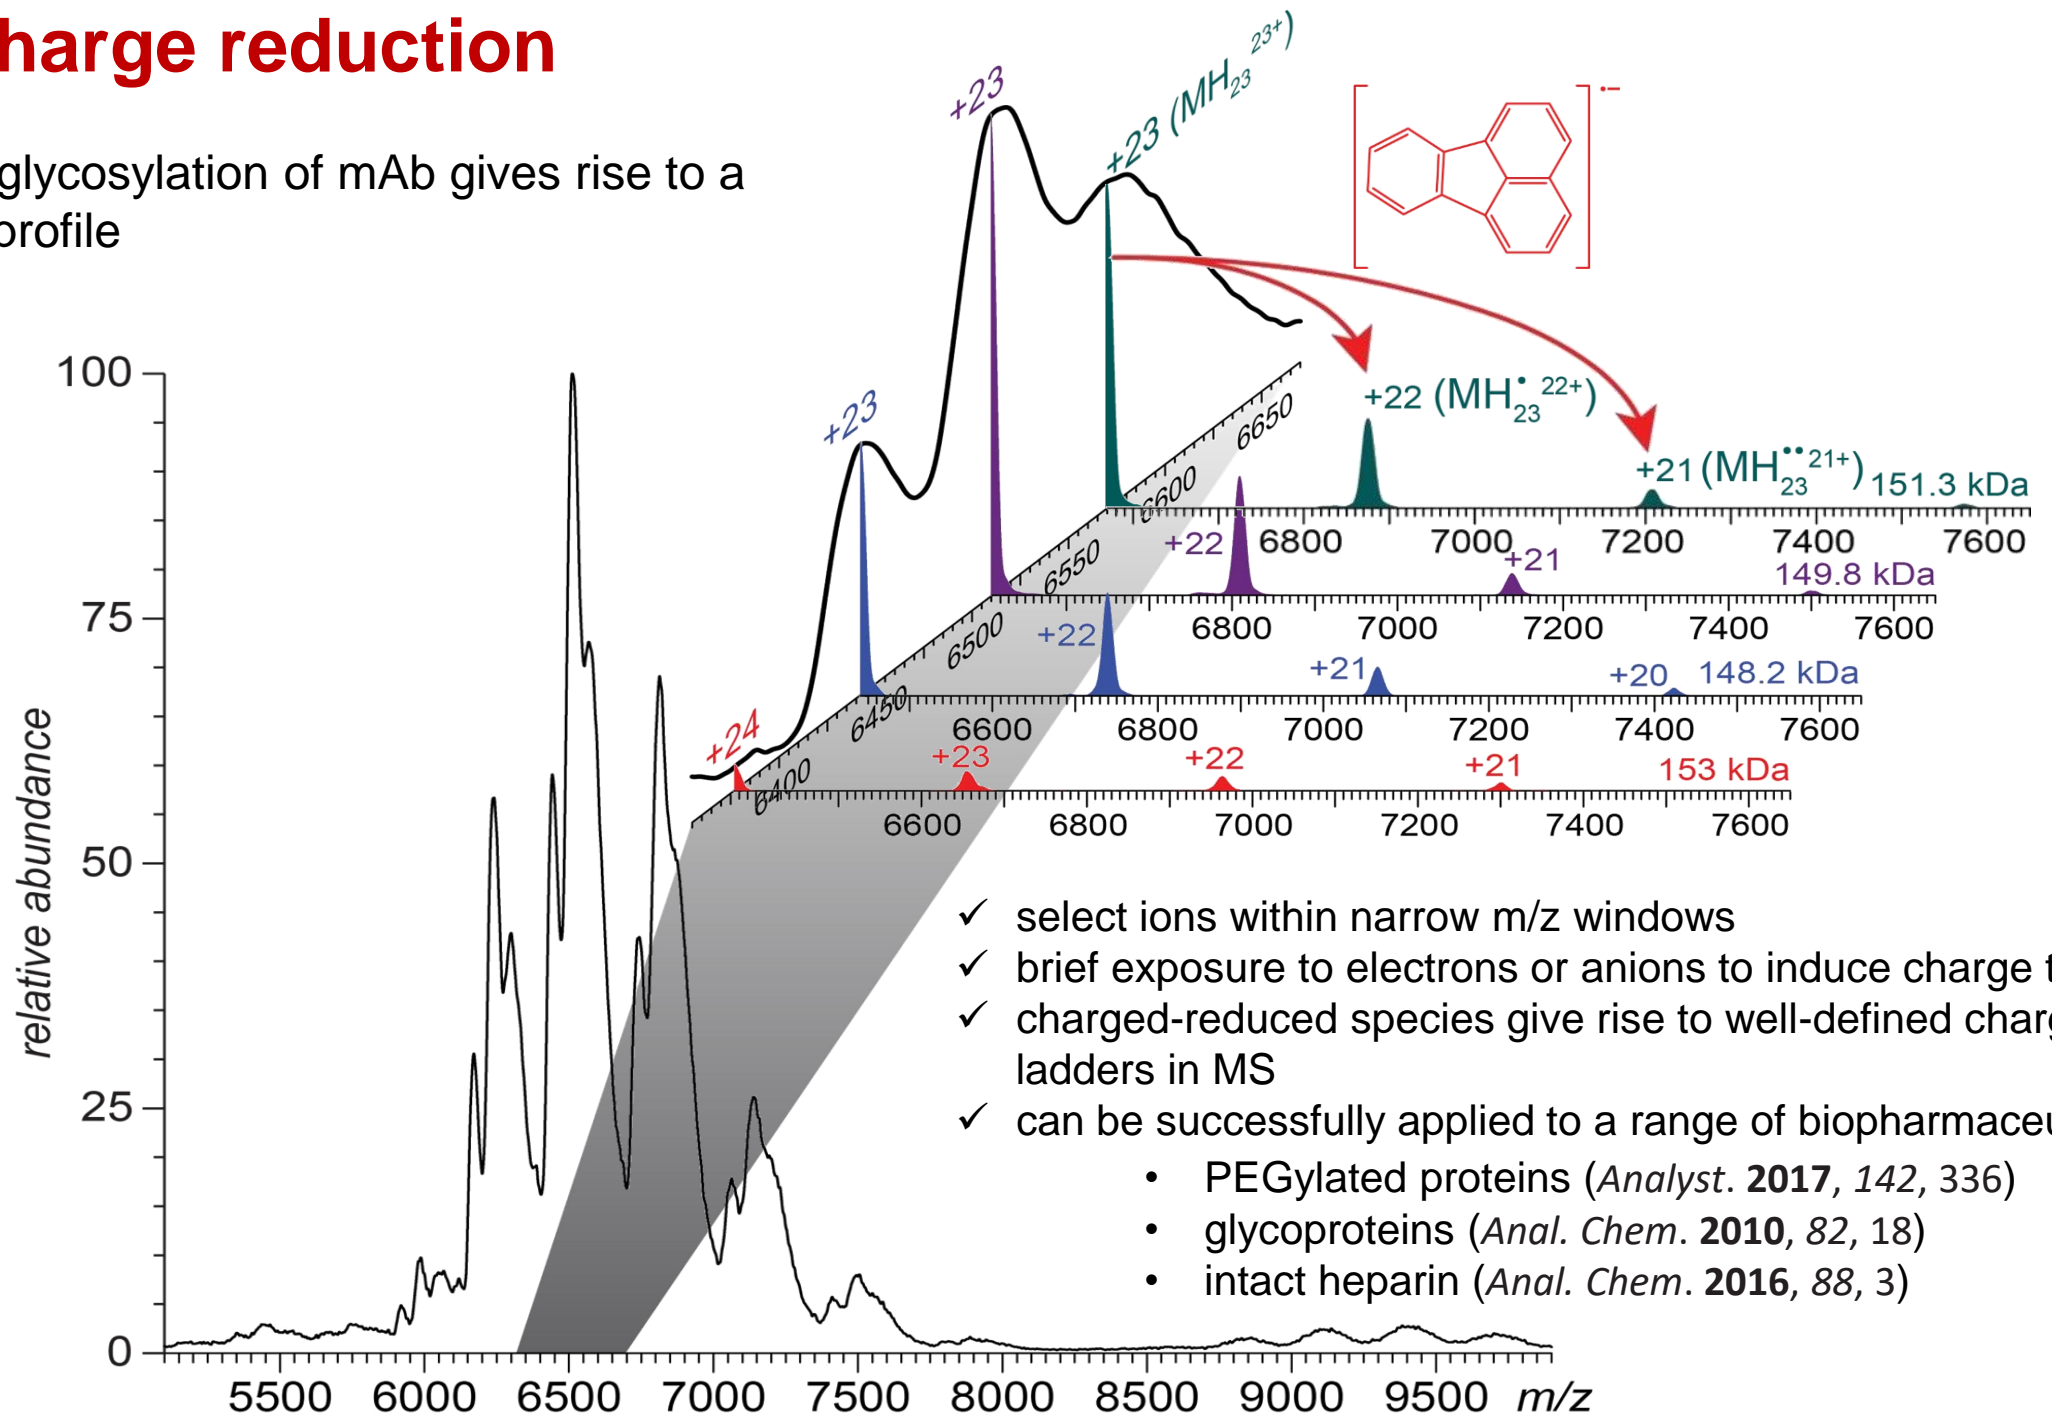 harge reduction
glycosylation of mAb gives rise to a
profile
+23
+23 (MH₂₃²³⁺)
•−
+23
+24
+22 (MH•₂₃²²⁺)
+21 (MH••₂₃²¹⁺) 151.3 kDa
6400 6450 6500 6550 6600 6650
6800 7000 7200 7400 7600
+22 +21 149.8 kDa
6800 7000 7200 7400 7600
+22 +21 +20 148.2 kDa
6600 6800 7000 7200 7400 7600
+23 +22 +21 153 kDa
6600 6800 7000 7200 7400 7600
100
75
50
25
0
relative abundance
5500 6000 6500 7000 7500 8000 8500 9000 9500 m/z
✓ select ions within narrow m/z windows
✓ brief exposure to electrons or anions to induce charge t
✓ charged-reduced species give rise to well-defined charg
ladders in MS
✓ can be successfully applied to a range of biopharmaceu
• PEGylated proteins (Analyst. 2017, 142, 336)
• glycoproteins (Anal. Chem. 2010, 82, 18)
• intact heparin (Anal. Chem. 2016, 88, 3)